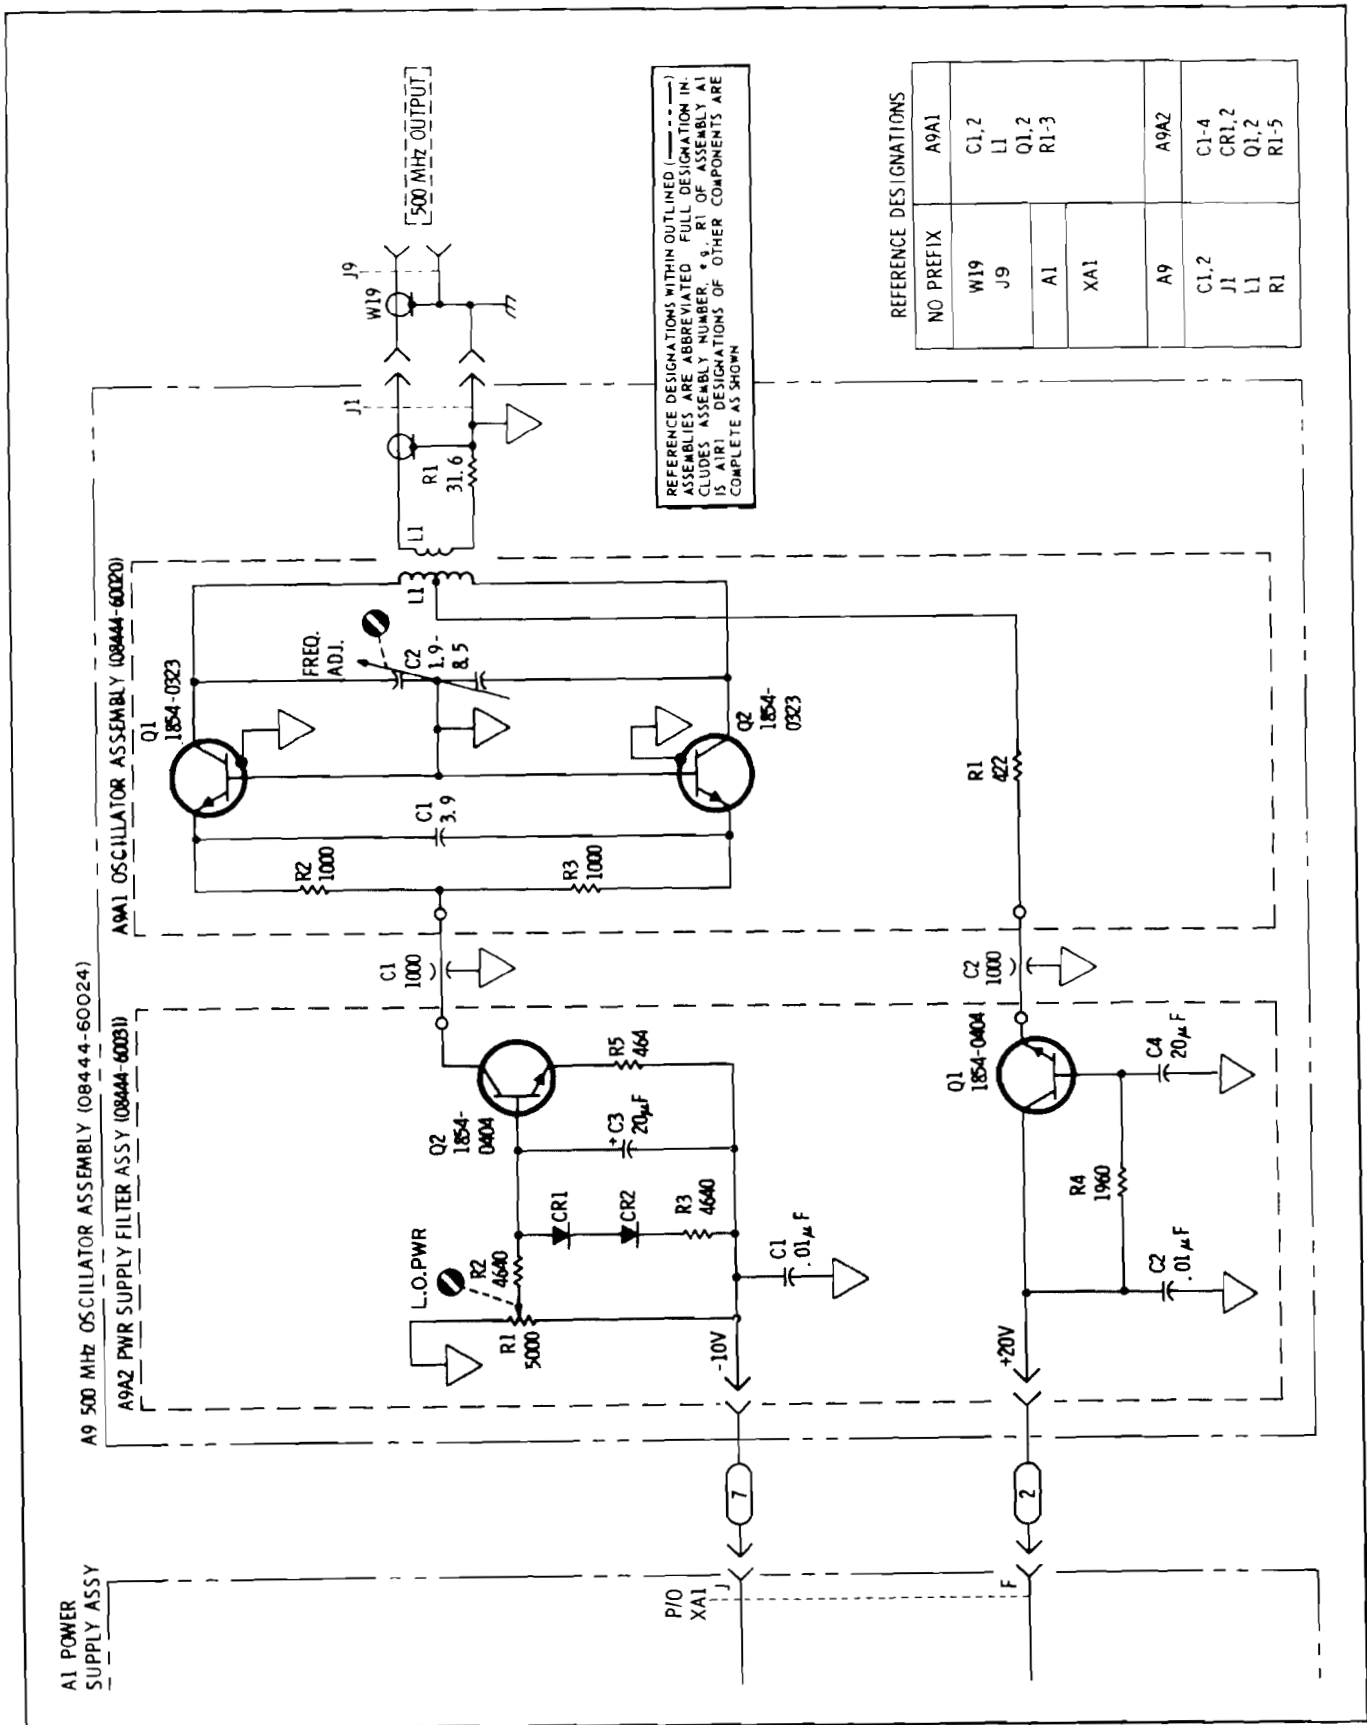 A1 POWER
SUPPLY ASSY
P/O
XA1
J
F
7
2
A9 500 MHz OSCILLATOR ASSEMBLY (08444-60024)
A9A2 PWR SUPPLY FILTER ASSY (08444-60031)
L.O.PWR
R1
5000
R2
4640
CR1
CR2
R3
4640
+
C3
20µF
Q2
1854-
0404
R5
464
-10V
C1
.01µF
+20V
C2
.01µF
R4
1960
Q1
1854-0404
C4
20µF
C1
1000
C2
1000
A9A1 OSCILLATOR ASSEMBLY (08444-60020)
R2
1000
R3
1000
C1
3.9
Q1
1854-0323
FREQ.
ADJ.
C2
1.9-
8.5
Q2
1854-
0323
R1
422
L1
L1
R1
31.6
J1
W19
J9
500 MHz OUTPUT
REFERENCE DESIGNATIONS WITHIN OUTLINED (— - - —)
ASSEMBLIES ARE ABBREVIATED FULL DESIGNATION IN-
CLUDES ASSEMBLY NUMBER, e g, R1 OF ASSEMBLY A1
IS A1R1 DESIGNATIONS OF OTHER COMPONENTS ARE
COMPLETE AS SHOWN
REFERENCE DESIGNATIONS
NO PREFIX
W19
J9
A1
XA1
A9
C1,2
J1
L1
R1
A9A1
C1,2
L1
Q1,2
R1-3
A9A2
C1-4
CR1,2
Q1,2
R1-5